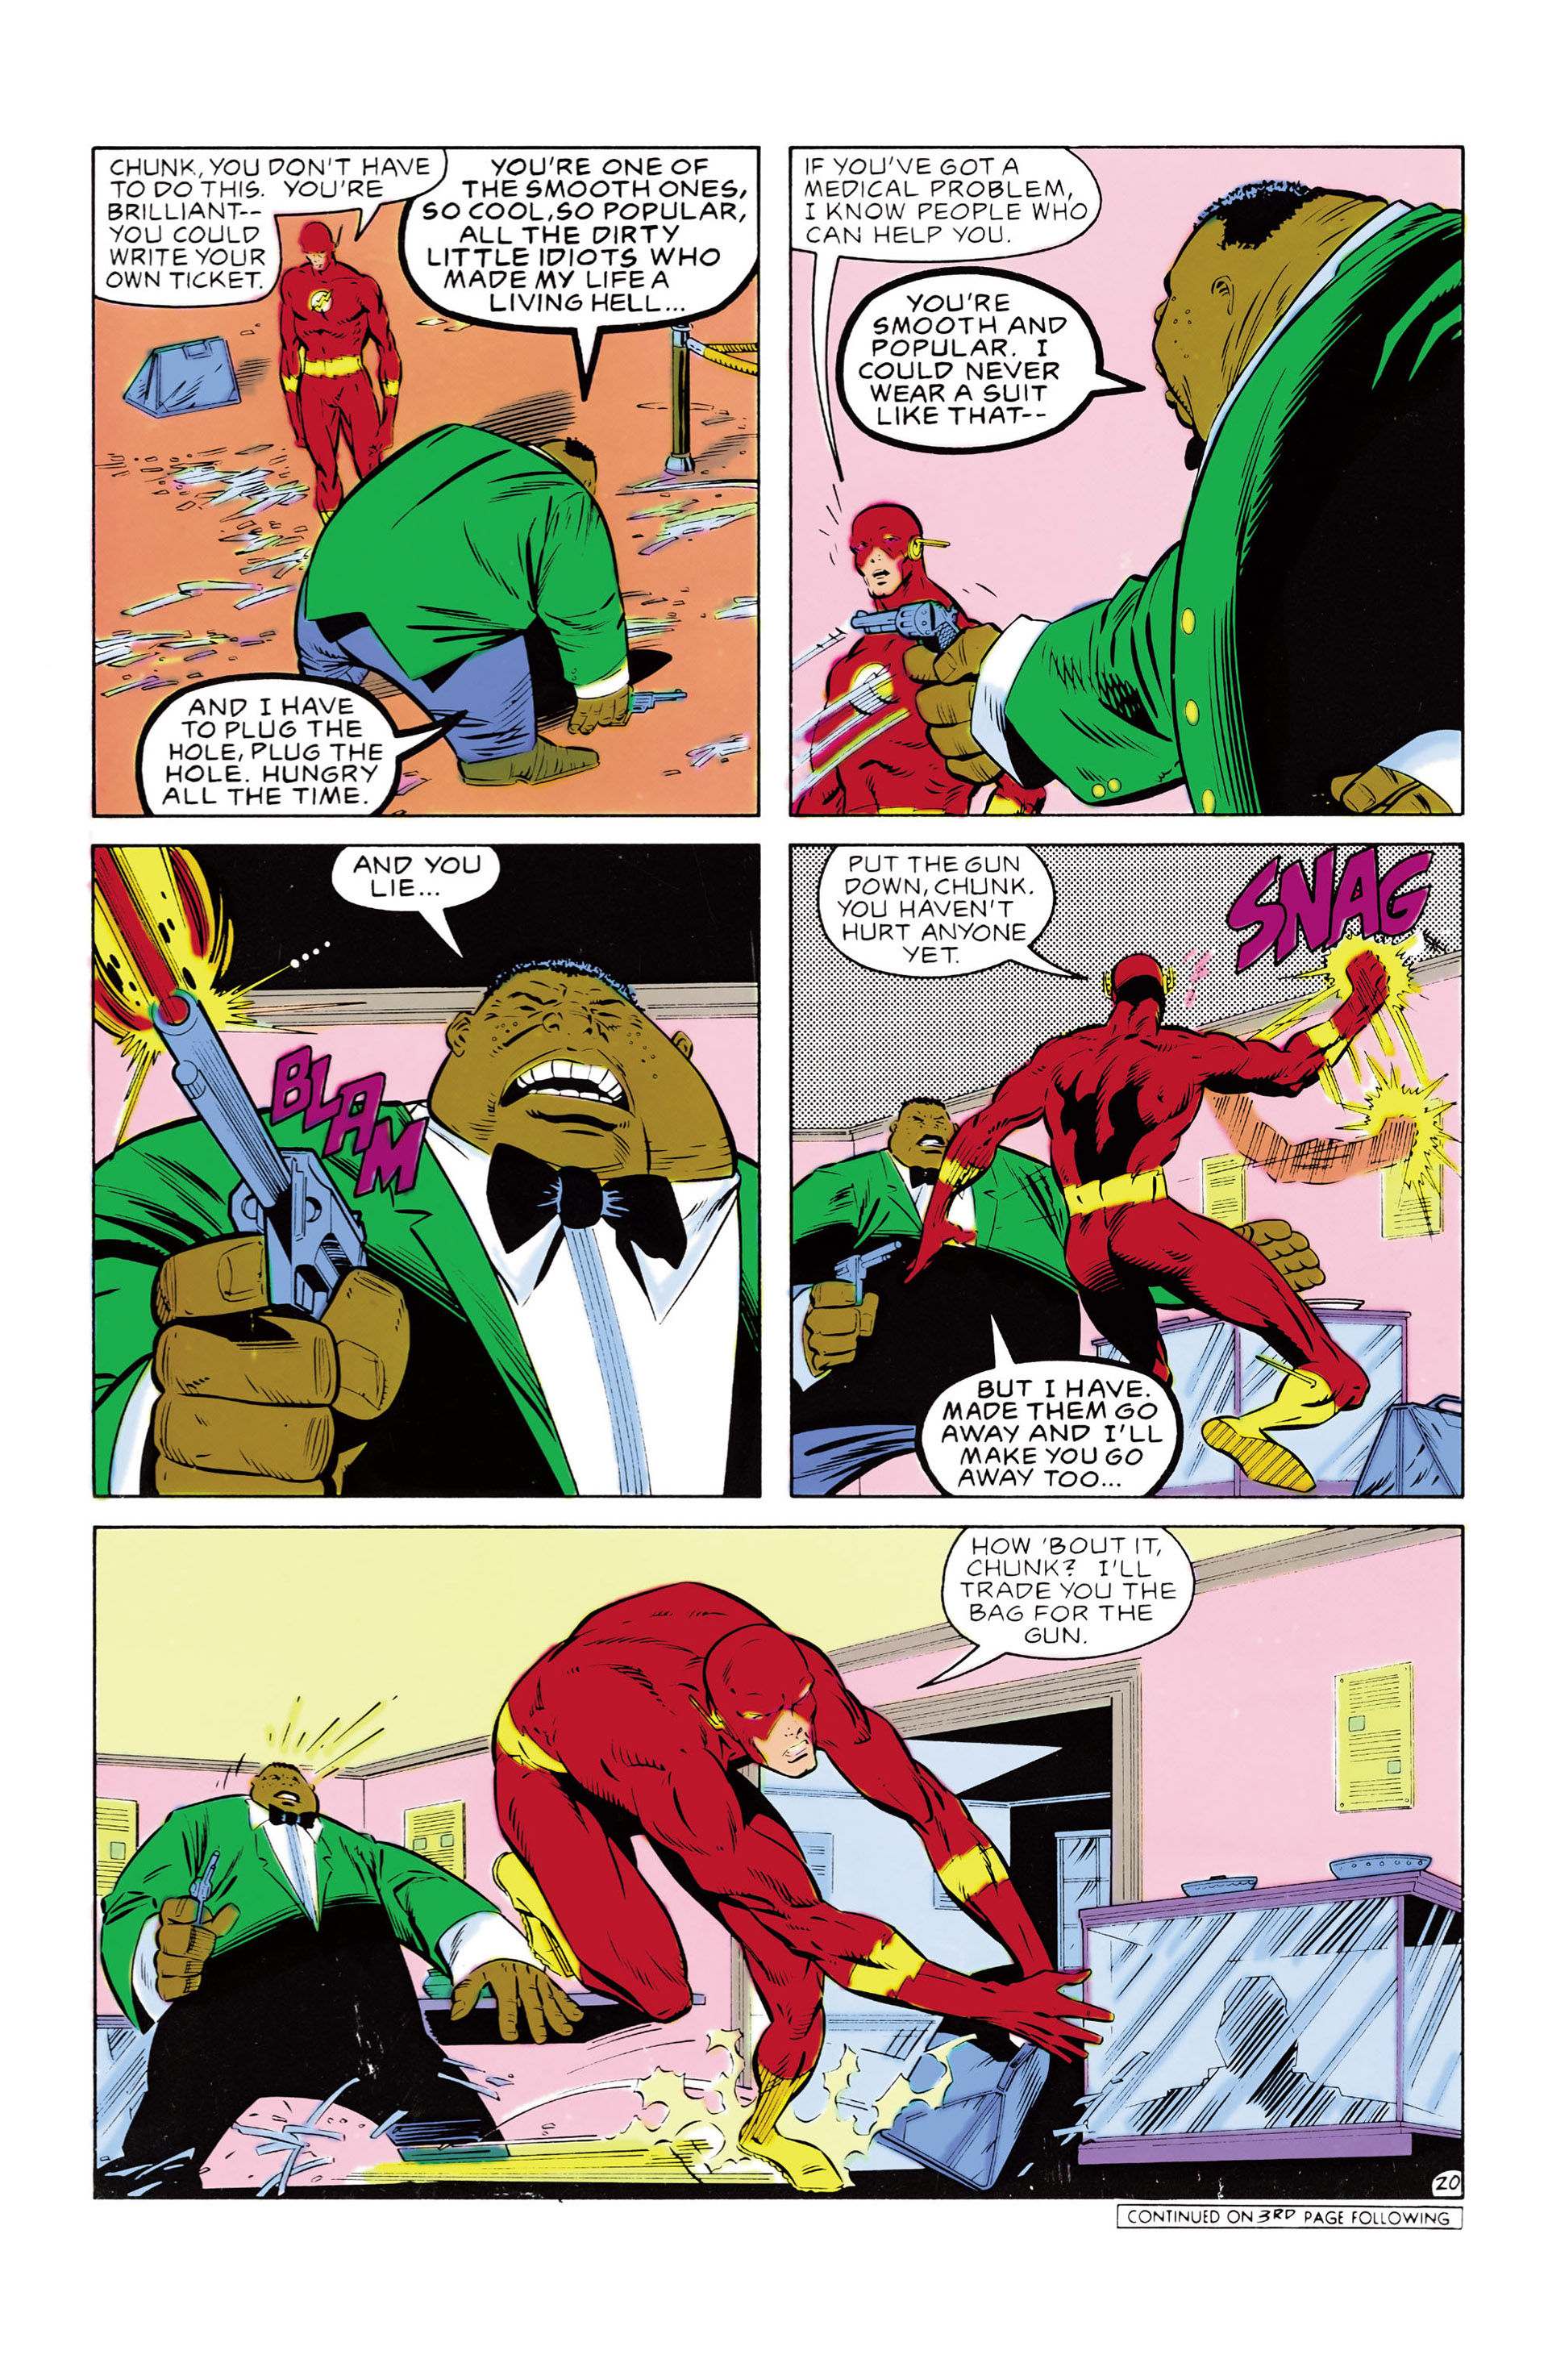 CHUNK, YOU DON'T HAVE
TO DO THIS. YOU'RE
BRILLIANT--
YOU COULD
WRITE YOUR
OWN TICKET.
YOU'RE ONE OF
THE SMOOTH ONES,
SO COOL, SO POPULAR,
ALL THE DIRTY
LITTLE IDIOTS WHO
MADE MY LIFE A
LIVING HELL...
AND I HAVE
TO PLUG THE
HOLE, PLUG THE
HOLE. HUNGRY
ALL THE TIME.
IF YOU'VE GOT A
MEDICAL PROBLEM,
I KNOW PEOPLE WHO
CAN HELP YOU.
YOU'RE
SMOOTH AND
POPULAR. I
COULD NEVER
WEAR A SUIT
LIKE THAT--
AND YOU
LIE...
BLAM
PUT THE GUN
DOWN, CHUNK.
YOU HAVEN'T
HURT ANYONE
YET.
SNAG
BUT I HAVE.
MADE THEM GO
AWAY AND I'LL
MAKE YOU GO
AWAY TOO...
HOW 'BOUT IT,
CHUNK? I'LL
TRADE YOU THE
BAG FOR THE
GUN.
20
CONTINUED ON 3RD PAGE FOLLOWING